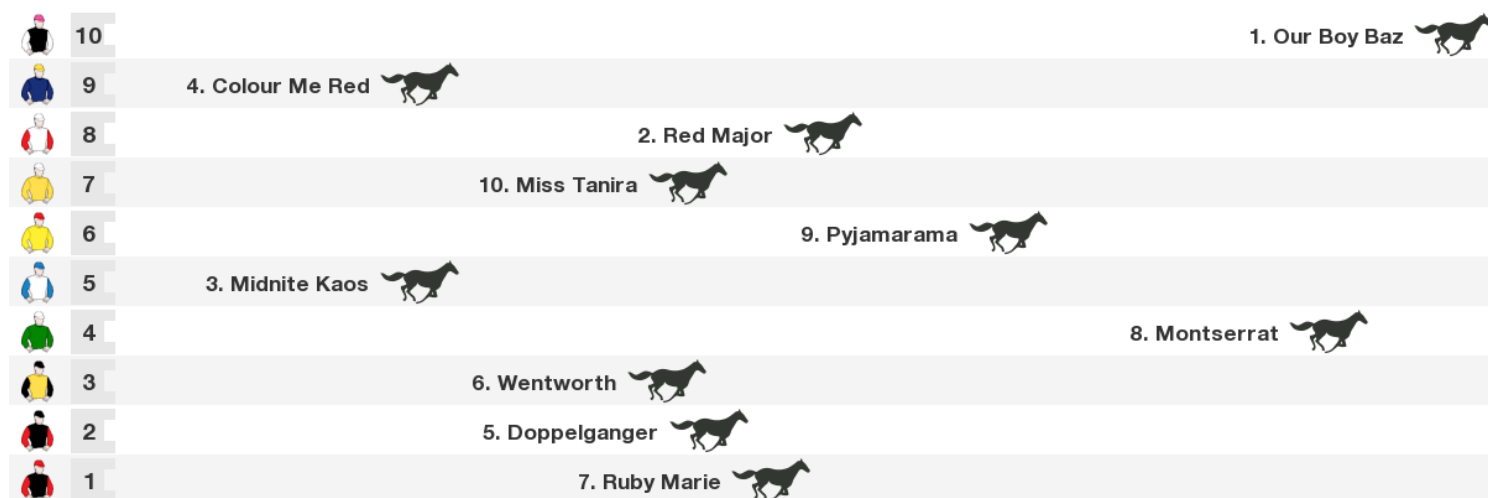 10 1. Our Boy Baz
9 4. Colour Me Red
8 2. Red Major
7 10. Miss Tanira
6 9. Pyjamarama
5 3. Midnite Kaos
4 8. Montserrat
3 6. Wentworth
2 5. Doppelganger
1 7. Ruby Marie